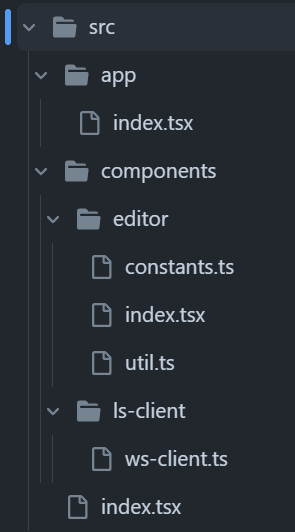 src
app
index.tsx
components
editor
constants.ts
index.tsx
util.ts
ls-client
ws-client.ts
index.tsx